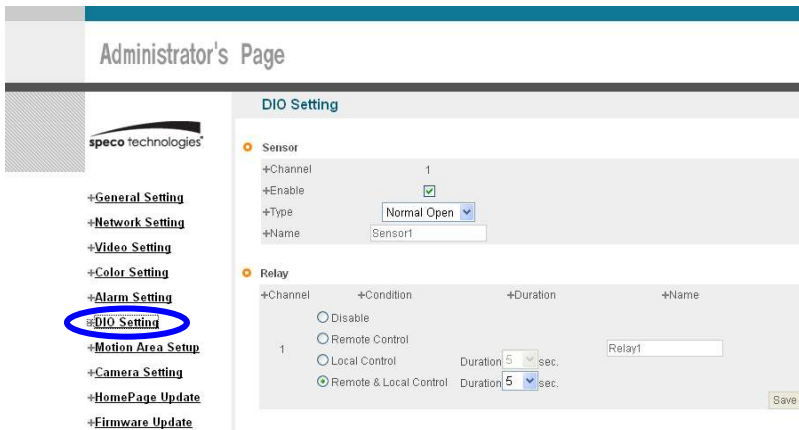 Administrator's Page
DIO Setting
speco technologies
+General Setting
+Network Setting
+Video Setting
+Color Setting
+Alarm Setting
+DIO Setting
+Motion Area Setup
+Camera Setting
+HomePage Update
+Firmware Update
Sensor
+Channel 1
+Enable
+Type Normal Open
+Name Sensor1
Relay
+Channel +Condition +Duration +Name
1
Disable
Remote Control
Local Control Duration 5 sec.
Remote & Local Control Duration 5 sec.
Relay1
Save